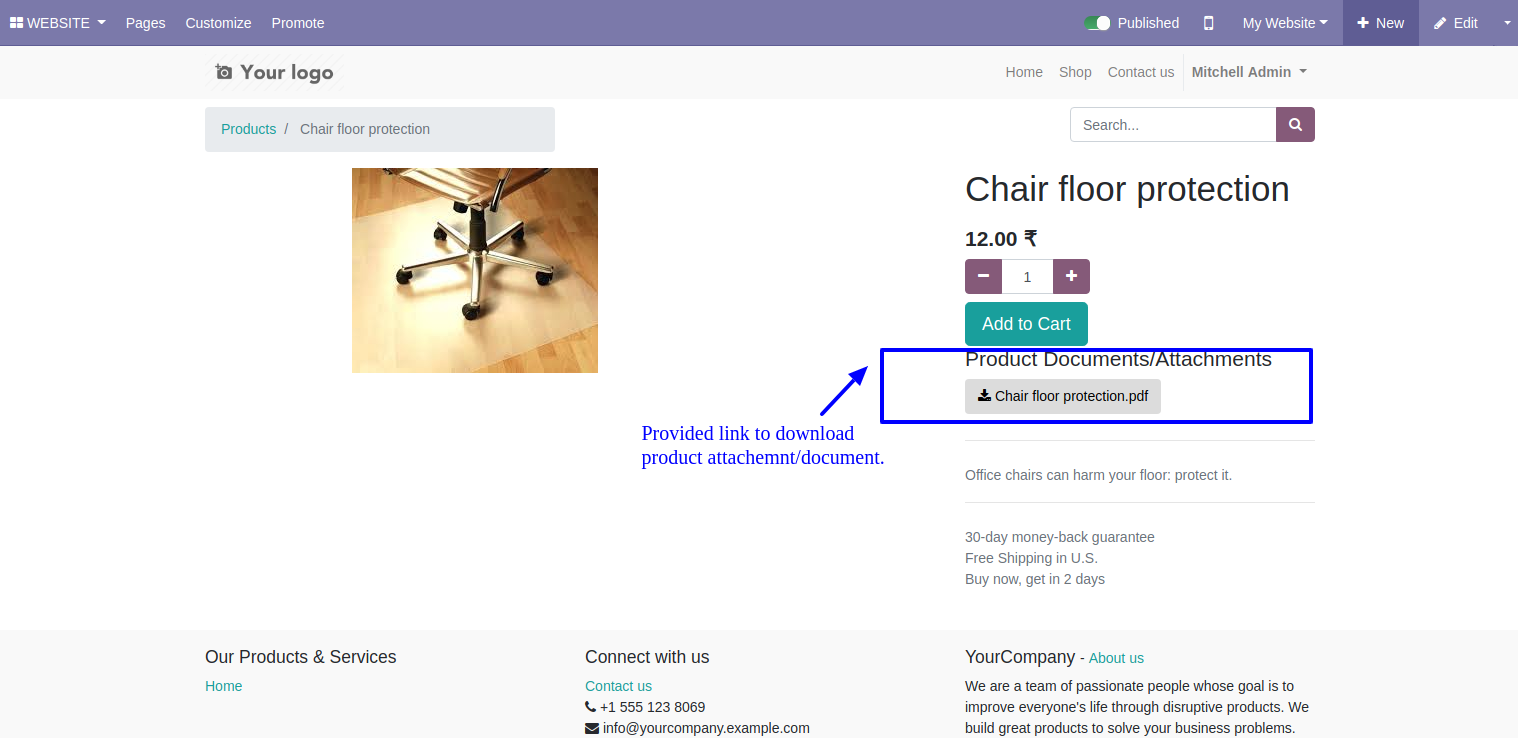 WEBSITE Pages Customize Promote Published My Website New Edit
Your logo Home Shop Contact us Mitchell Admin
Products / Chair floor protection
Search...
Chair floor protection
12.00 ₹
1
Add to Cart
Product Documents/Attachments
Chair floor protection.pdf
Provided link to download
product attachemnt/document.
Office chairs can harm your floor: protect it.
30-day money-back guarantee
Free Shipping in U.S.
Buy now, get in 2 days
Our Products & Services
Home
Connect with us
Contact us
+1 555 123 8069
info@yourcompany.example.com
YourCompany - About us
We are a team of passionate people whose goal is to
improve everyone's life through disruptive products. We
build great products to solve your business problems.